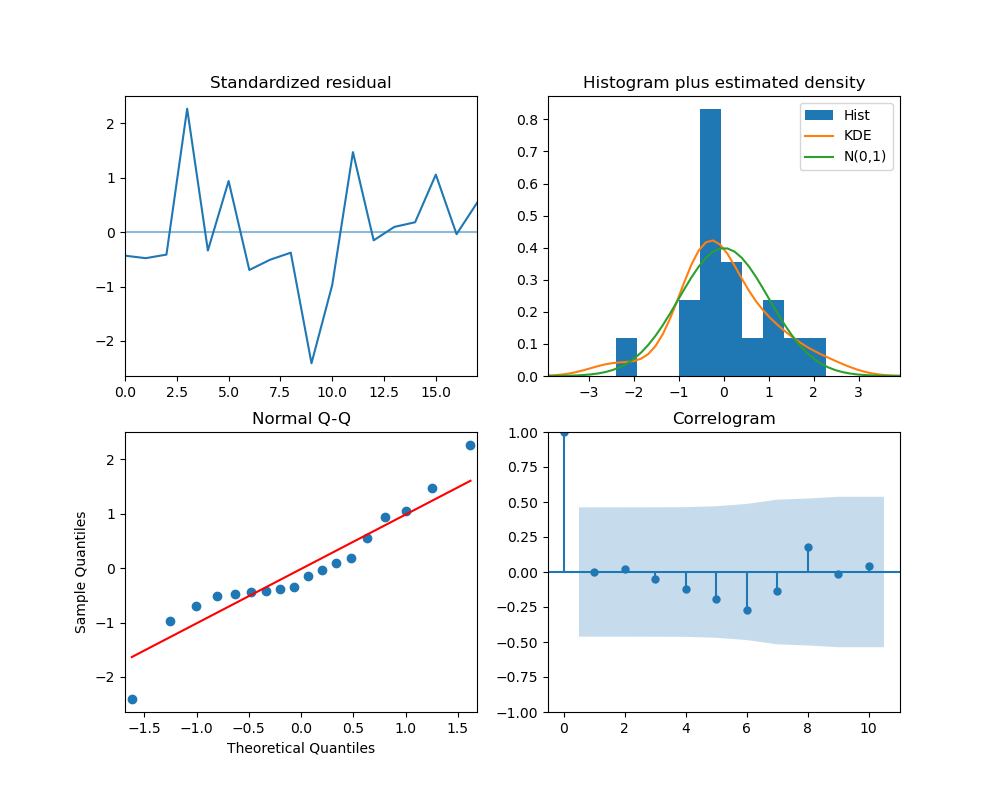 Standardized residual
2
1
0
−1
−2
0.0 2.5 5.0 7.5 10.0 12.5 15.0
Histogram plus estimated density
Hist
KDE
N(0,1)
0.8
0.7
0.6
0.5
0.4
0.3
0.2
0.1
0.0
−3 −2 −1 0 1 2 3
Normal Q-Q
Sample Quantiles
2
1
0
−1
−2
−1.5 −1.0 −0.5 0.0 0.5 1.0 1.5
Theoretical Quantiles
Correlogram
1.00
0.75
0.50
0.25
0.00
−0.25
−0.50
−0.75
−1.00
0 2 4 6 8 10